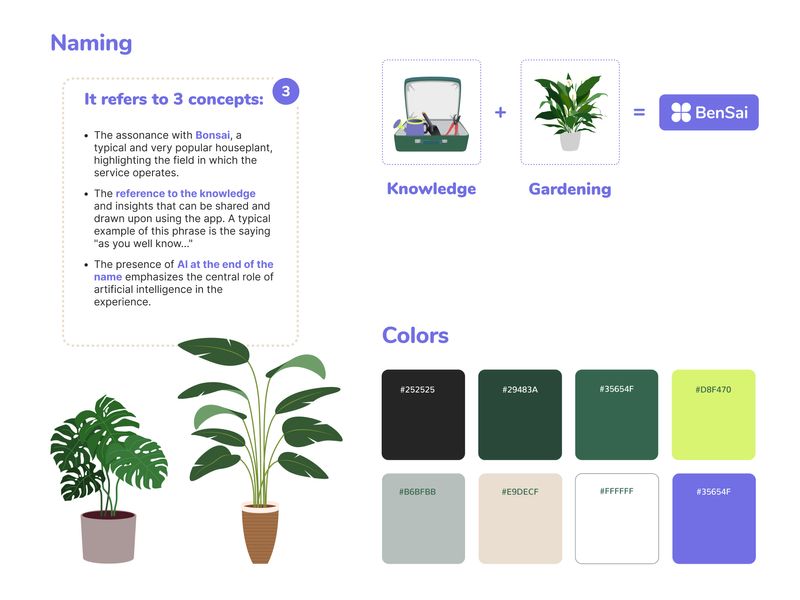 Naming
It refers to 3 concepts:
3
• The assonance with Bonsai, a
typical and very popular houseplant,
highlighting the field in which the
service operates.
• The reference to the knowledge
and insights that can be shared and
drawn upon using the app. A typical
example of this phrase is the saying
"as you well know..."
• The presence of AI at the end of the
name emphasizes the central role of
artificial intelligence in the
experience.
+
=
BenSai
Knowledge
Gardening
Colors
#252525
#29483A
#35654F
#D8F470
#B6BFBB
#E9DECF
#FFFFFF
#35654F